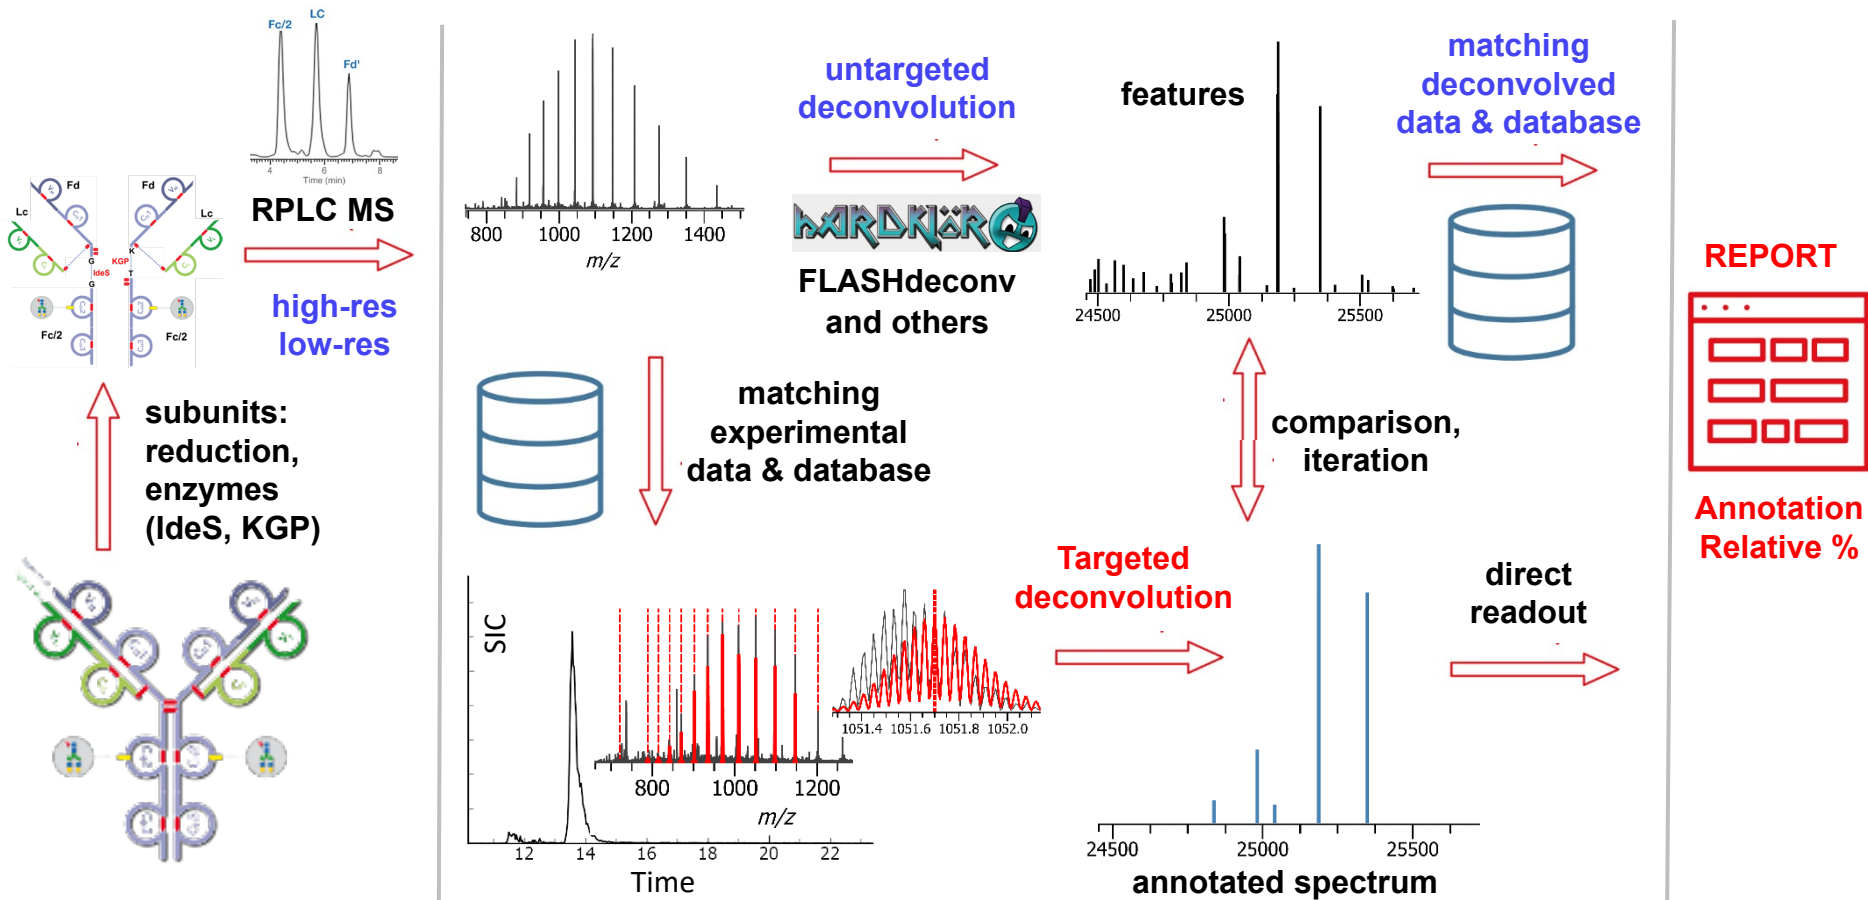 Fc/2
LC
Fd'
4
6
8
Time (min)
Fd
Fd
Lc
Lc
K
G
KGP
IdeS
T
G
Fc/2
Fc/2
RPLC MS
high-res
low-res
subunits:
reduction,
enzymes
(IdeS, KGP)
800
1000
1200
1400
m/z
untargeted
deconvolution
HARDKLÖR
FLASHdeconv
and others
features
24500
25000
25500
matching
deconvolved
data & database
matching
experimental
data & database
comparison,
iteration
SIC
12
14
16
18
20
22
Time
800
1000
1200
m/z
1051.4
1051.6
1051.8
1052.0
Targeted
deconvolution
24500
25000
25500
annotated spectrum
direct
readout
REPORT
Annotation
Relative %